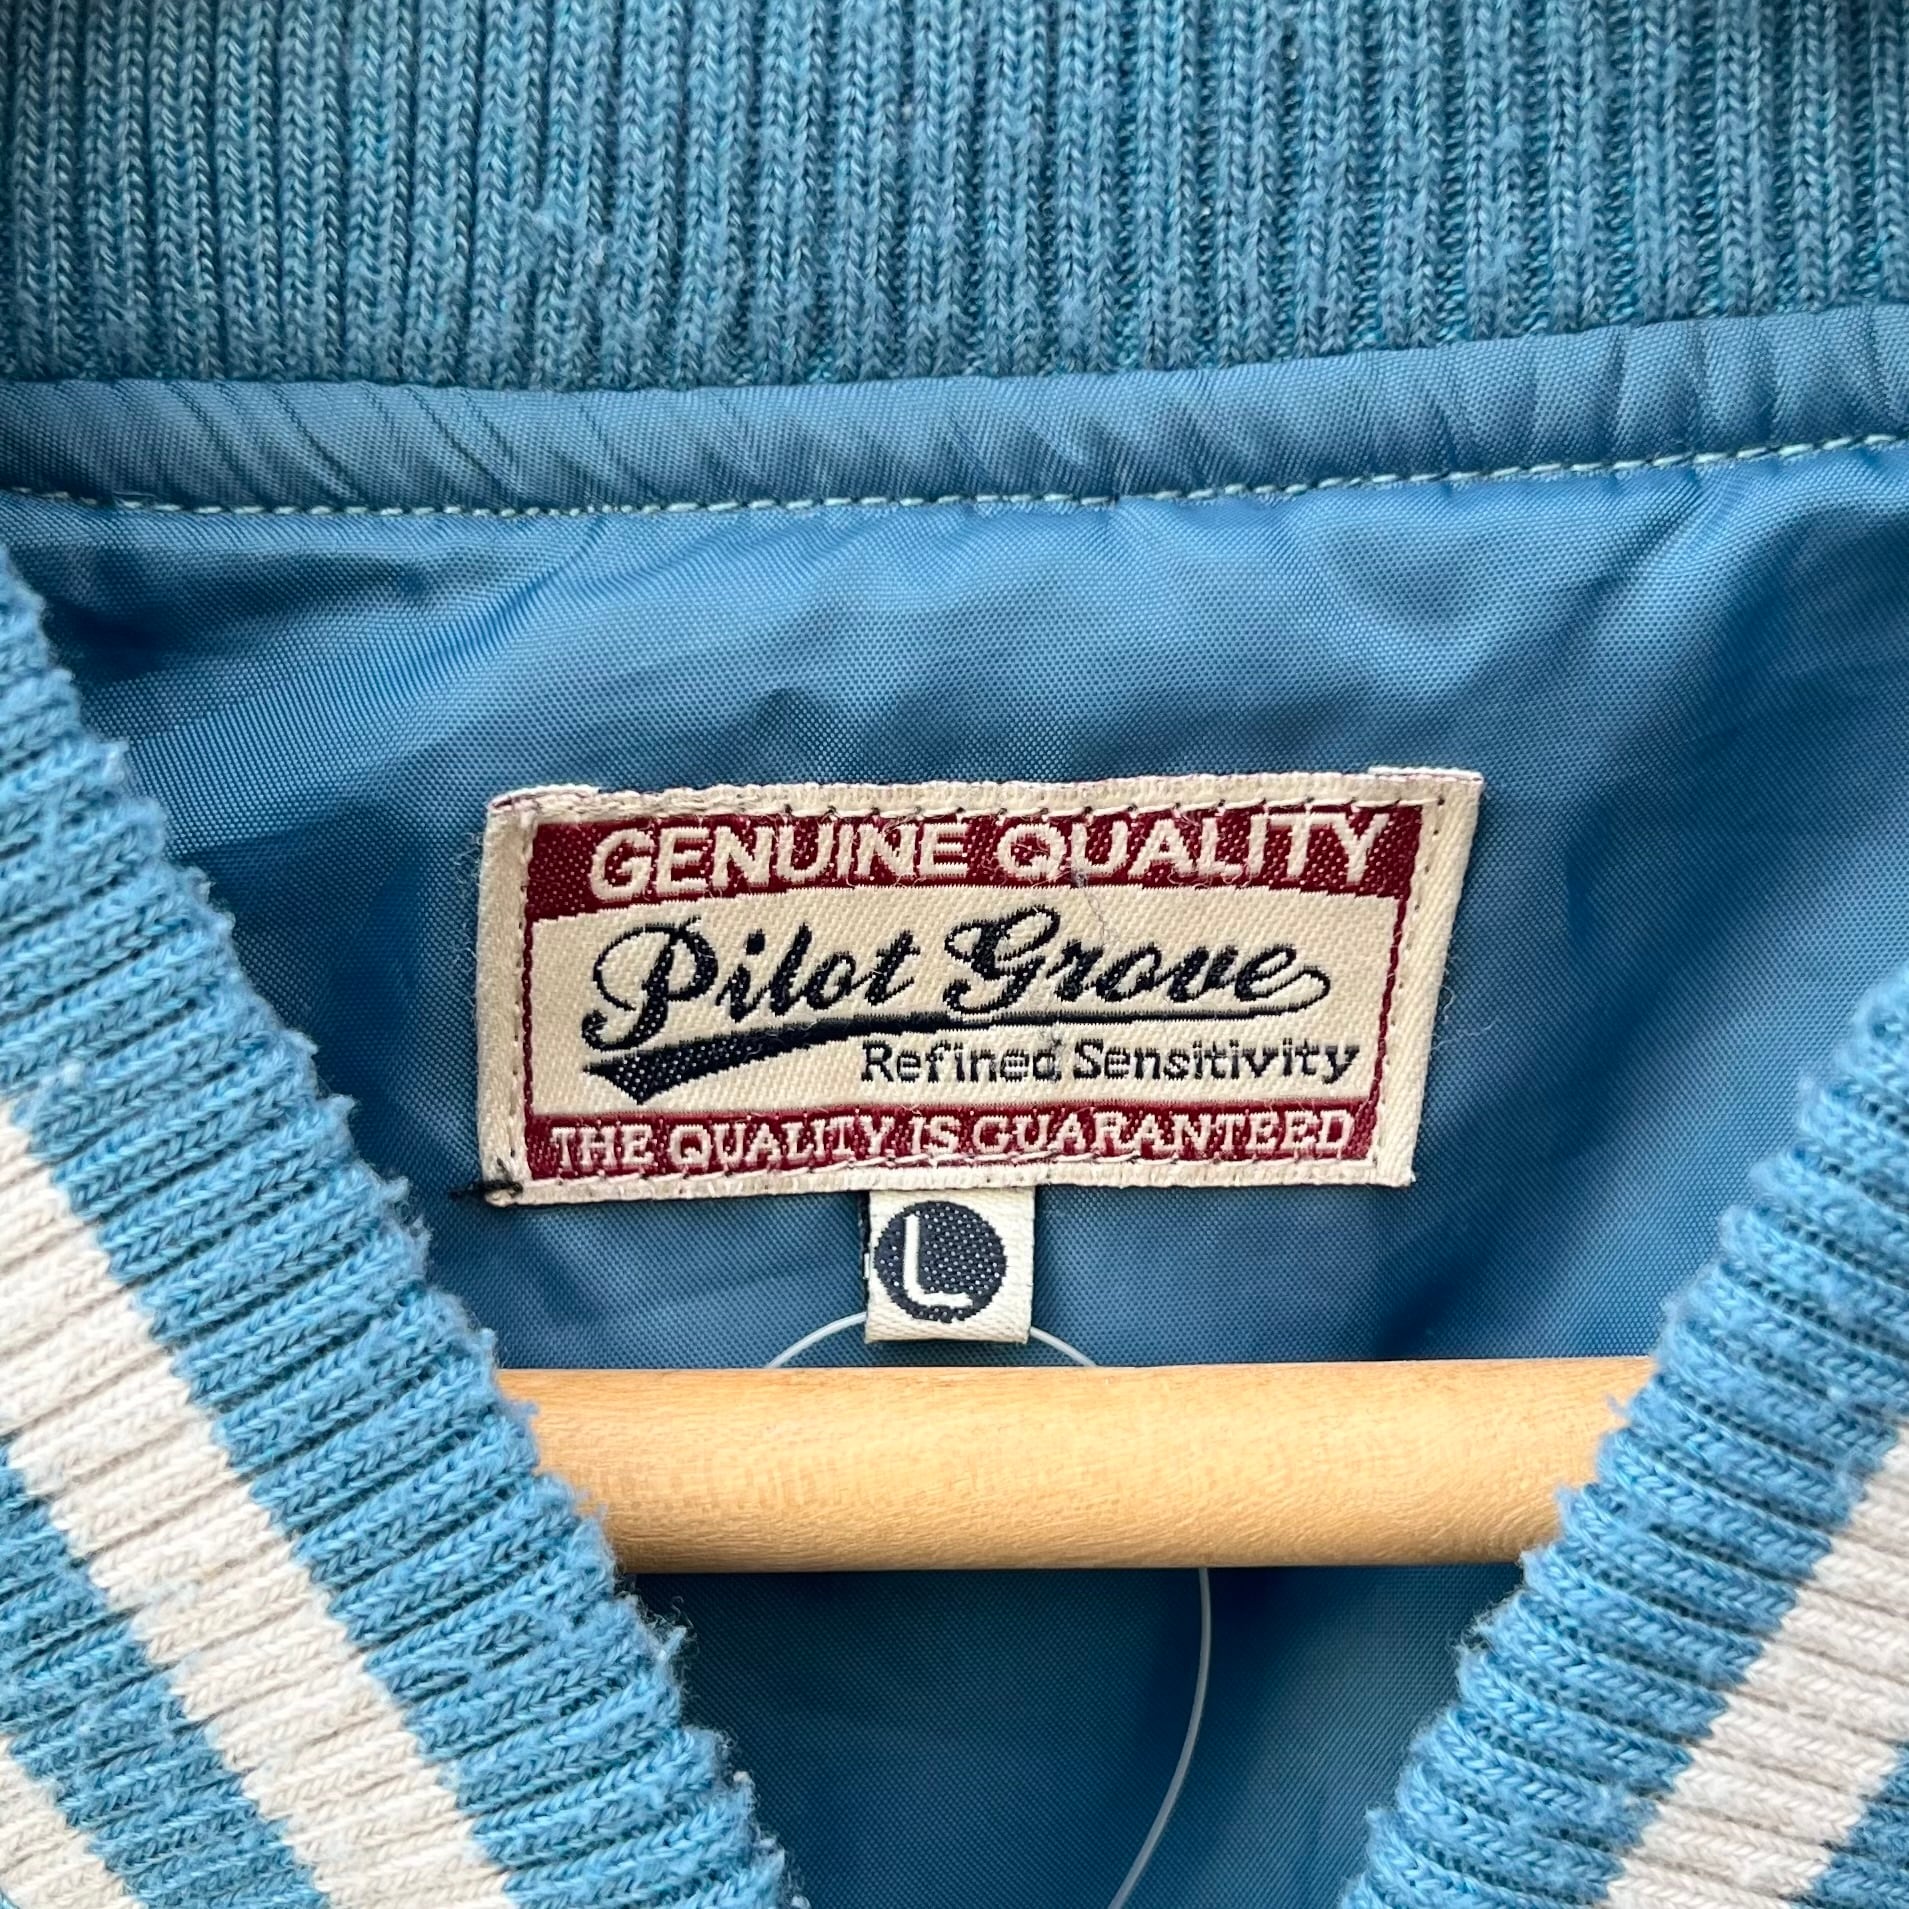 GENUINE QUALITY
Pilot Grove
Refined Sensitivity
THE QUALITY IS GUARANTEED
L